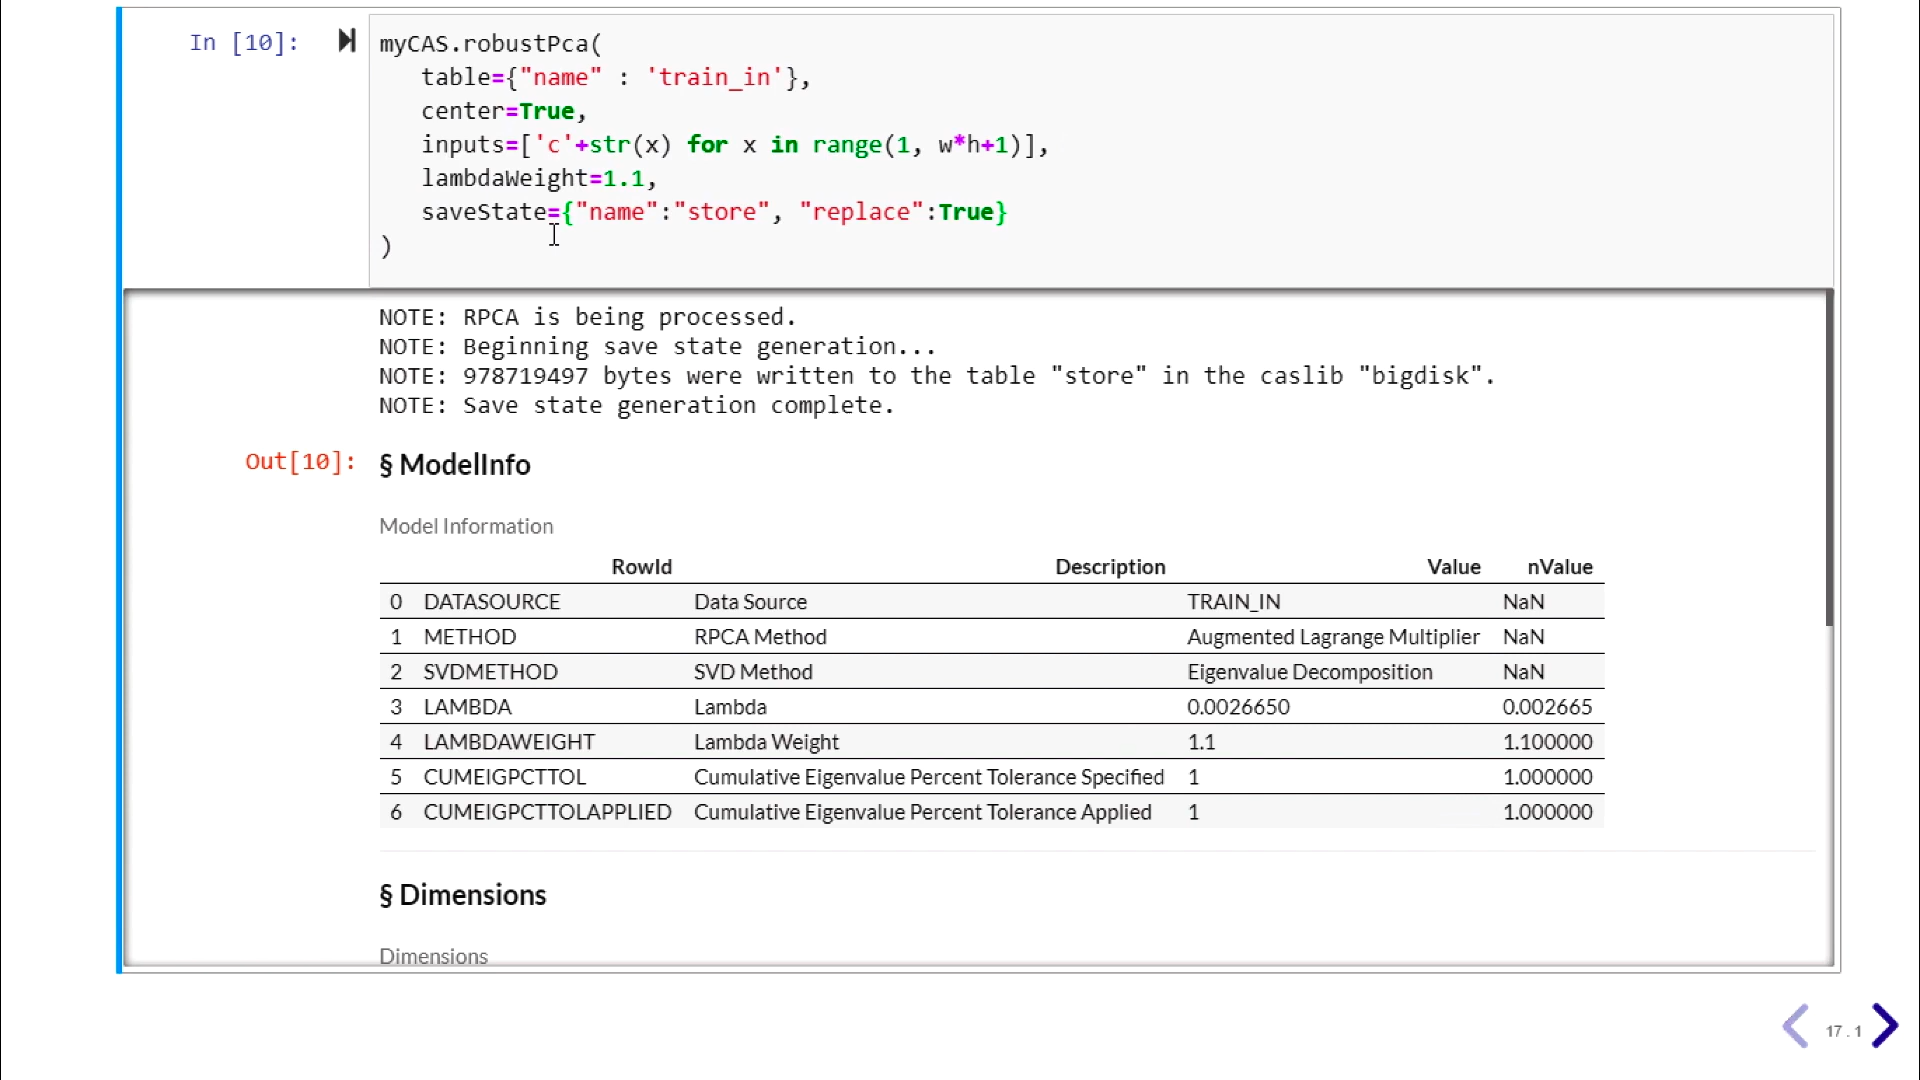 In [10]:
myCAS.robustPca(
table={"name" : 'train_in'},
center=True,
inputs=['c'+str(x) for x in range(1, w*h+1)],
lambdaWeight=1.1,
saveState={"name":"store", "replace":True}
)
NOTE: RPCA is being processed.
NOTE: Beginning save state generation...
NOTE: 978719497 bytes were written to the table "store" in the caslib "bigdisk".
NOTE: Save state generation complete.
Out[10]: § ModelInfo
Model Information
RowId Description Value nValue
0 DATASOURCE Data Source TRAIN_IN NaN
1 METHOD RPCA Method Augmented Lagrange Multiplier NaN
2 SVDMETHOD SVD Method Eigenvalue Decomposition NaN
3 LAMBDA Lambda 0.0026650 0.002665
4 LAMBDAWEIGHT Lambda Weight 1.1 1.100000
5 CUMEIGPCTTOL Cumulative Eigenvalue Percent Tolerance Specified 1 1.000000
6 CUMEIGPCTTOLAPPLIED Cumulative Eigenvalue Percent Tolerance Applied 1 1.000000
§ Dimensions
Dimensions
17 . 1